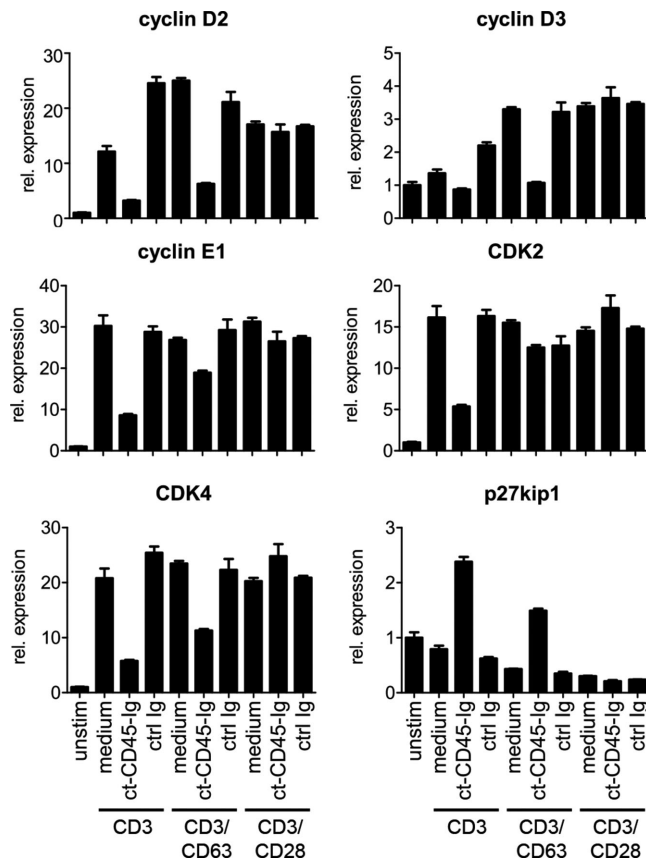 cyclin D2
rel. expression
30
20
10
0
cyclin D3
rel. expression
5
4
3
2
1
0
cyclin E1
rel. expression
40
30
20
10
0
CDK2
rel. expression
20
15
10
5
0
CDK4
rel. expression
30
20
10
0
unstim
medium
ct-CD45-Ig
ctrl Ig
medium
ct-CD45-Ig
ctrl Ig
medium
ct-CD45-Ig
ctrl Ig
CD3
CD3/
CD63
CD3/
CD28
p27kip1
rel. expression
3
2
1
0
unstim
medium
ct-CD45-Ig
ctrl Ig
medium
ct-CD45-Ig
ctrl Ig
medium
ct-CD45-Ig
ctrl Ig
CD3
CD3/
CD63
CD3/
CD28